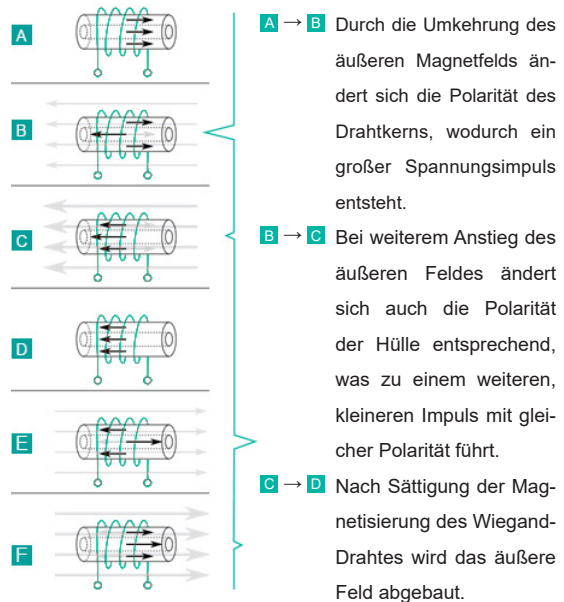 A
B
C
D
E
F
A → B Durch die Umkehrung des
äußeren Magnetfelds än-
dert sich die Polarität des
Drahtkerns, wodurch ein
großer Spannungsimpuls
entsteht.
B → C Bei weiterem Anstieg des
äußeren Feldes ändert
sich auch die Polarität
der Hülle entsprechend,
was zu einem weiteren,
kleineren Impuls mit glei-
cher Polarität führt.
C → D Nach Sättigung der Mag-
netisierung des Wiegand-
Drahtes wird das äußere
Feld abgebaut.